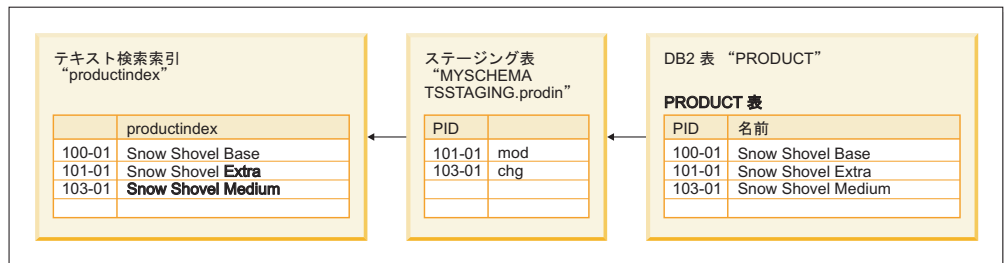 テキスト検索索引
“productindex”
productindex
100-01 Snow Shovel Base
101-01 Snow Shovel Extra
103-01 Snow Shovel Medium
ステージング表
“MYSCHEMA
TSSTAGING.prodin”
PID
101-01 mod
103-01 chg
DB2 表 “PRODUCT”
PRODUCT 表
PID 名前
100-01 Snow Shovel Base
101-01 Snow Shovel Extra
103-01 Snow Shovel Medium